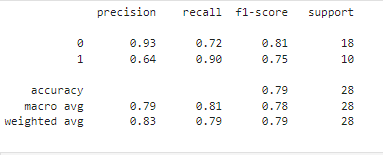 precision recall f1-score support
0 0.93 0.72 0.81 18
1 0.64 0.90 0.75 10
accuracy 0.79 28
macro avg 0.79 0.81 0.78 28
weighted avg 0.83 0.79 0.79 28